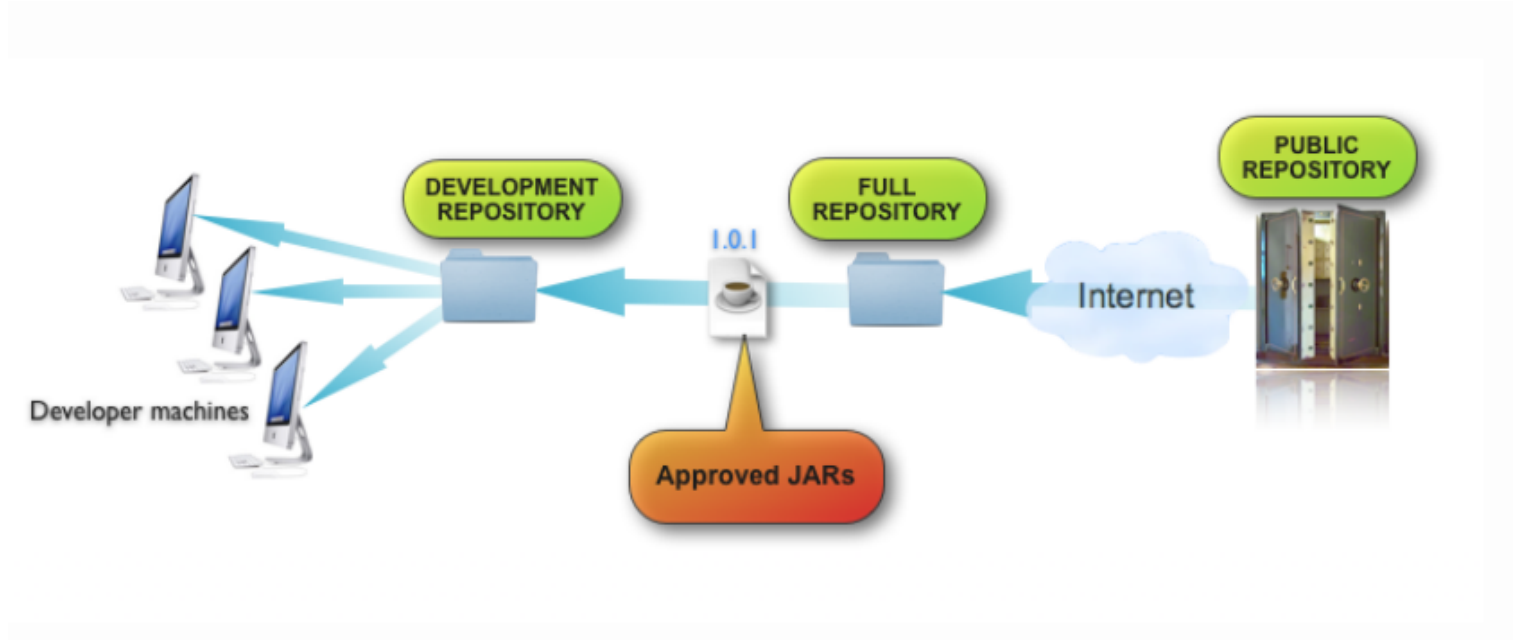 PUBLIC
REPOSITORY
DEVELOPMENT
REPOSITORY
FULL
REPOSITORY
1.0.1
Internet
Developer machines
Approved JARs